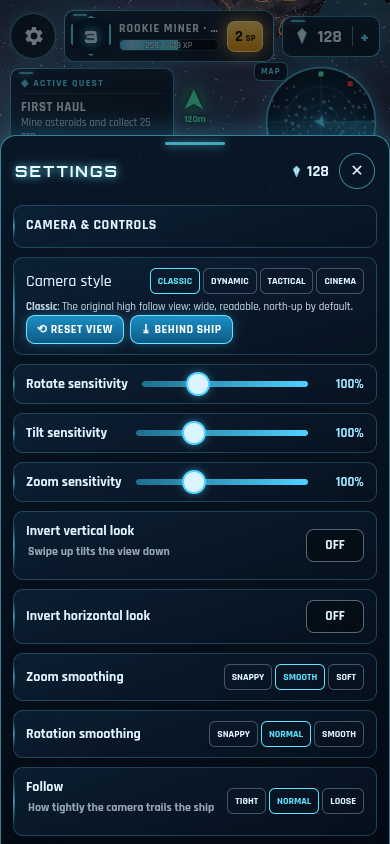 3
ROOKIE MINER · ...
259 / 439 XP
2 SP
128
+
ACTIVE QUEST
FIRST HAUL
Mine asteroids and collect 25
ore
120m
MAP
SETTINGS
128
✕
CAMERA & CONTROLS
Camera style
CLASSIC
DYNAMIC
TACTICAL
CINEMA
Classic: The original high follow view: wide, readable, north-up by default.
⟲ RESET VIEW
⤓ BEHIND SHIP
Rotate sensitivity
100%
Tilt sensitivity
100%
Zoom sensitivity
100%
Invert vertical look
Swipe up tilts the view down
OFF
Invert horizontal look
OFF
Zoom smoothing
SNAPPY
SMOOTH
SOFT
Rotation smoothing
SNAPPY
NORMAL
SMOOTH
Follow
How tightly the camera trails the ship
TIGHT
NORMAL
LOOSE